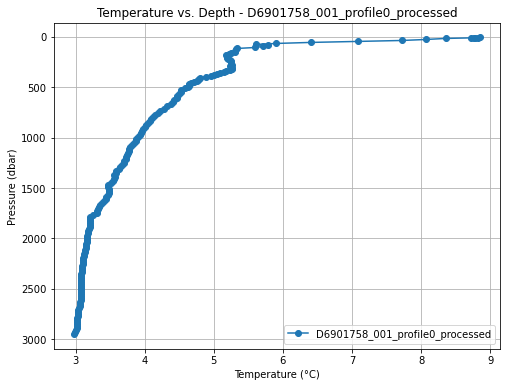 Temperature vs. Depth - D6901758_001_profile0_processed
0
500
1000
1500
2000
2500
3000
Pressure (dbar)
D6901758_001_profile0_processed
3 4 5 6 7 8 9
Temperature (°C)